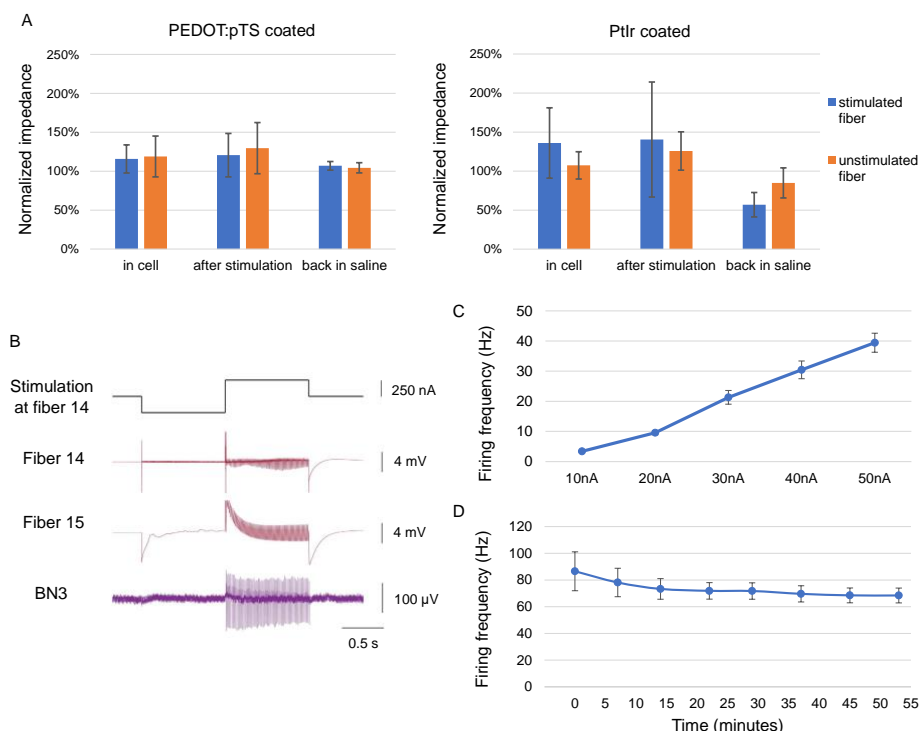 A
PEDOT:pTS coated
Normalized impedance
250%
200%
150%
100%
50%
0%
in cell
after stimulation
back in saline
PtIr coated
Normalized impedance
250%
200%
150%
100%
50%
0%
in cell
after stimulation
back in saline
stimulated
fiber
unstimulated
fiber
B
Stimulation
at fiber 14
250 nA
Fiber 14
4 mV
Fiber 15
4 mV
BN3
100 µV
0.5 s
C
Firing frequency (Hz)
50
40
30
20
10
0
10nA
20nA
30nA
40nA
50nA
D
Firing frequency (Hz)
120
100
80
60
40
20
0
0
5
10
15
20
25
30
35
40
45
50
55
Time (minutes)